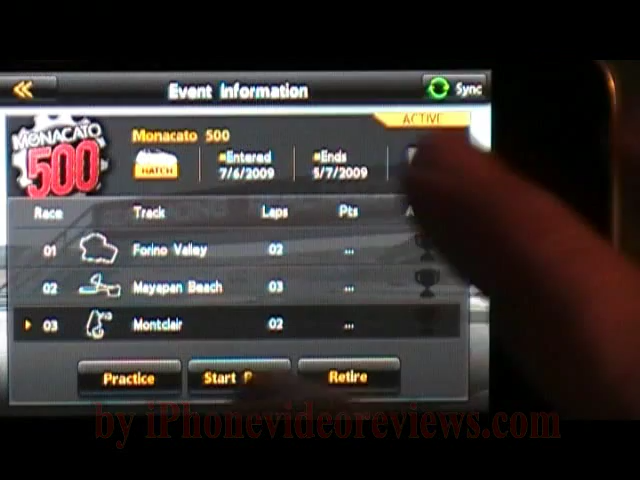 Event Information
Sync
ACTIVE
MONACATO
500
Monacato 500
HATCH
Entered
7/6/2009
Ends
5/7/2009
Race Track Laps Pts
01 Forino Valley 02 ...
02 Mayapan Beach 03 ...
03 Montclair 02 ...
Practice
Start
Retire
by iPhonevideoreviews.com